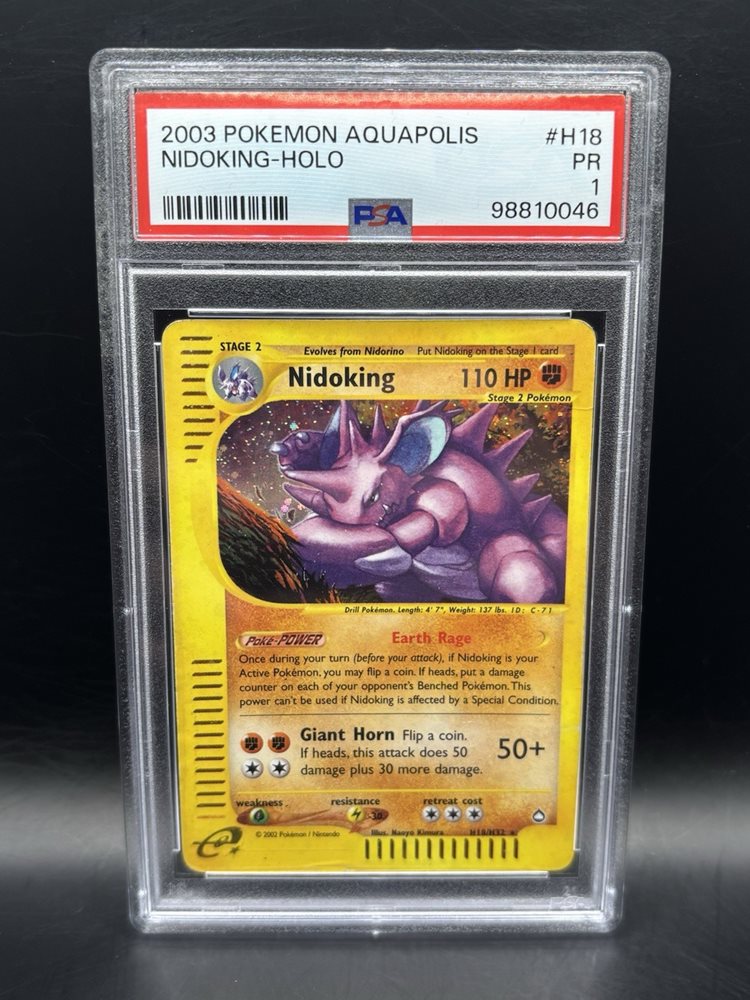 2003 POKEMON AQUAPOLIS #H18
NIDOKING-HOLO PR
1
PSA 98810046
STAGE 2 Evolves from Nidorino Put Nidoking on the Stage 1 card
Nidoking 110 HP
Stage 2 Pokémon
Drill Pokémon. Length: 4' 7", Weight: 137 lbs. ID: C-71
Poké-POWER Earth Rage
Once during your turn (before your attack), if Nidoking is your
Active Pokémon, you may flip a coin. If heads, put a damage
counter on each of your opponent's Benched Pokémon. This
power can't be used if Nidoking is affected by a Special Condition.
Giant Horn Flip a coin.
If heads, this attack does 50
damage plus 30 more damage.
50+
weakness resistance retreat cost
-30
© 2002 Pokémon / Nintendo Illus. Naoyo Kimura H18/H32
e